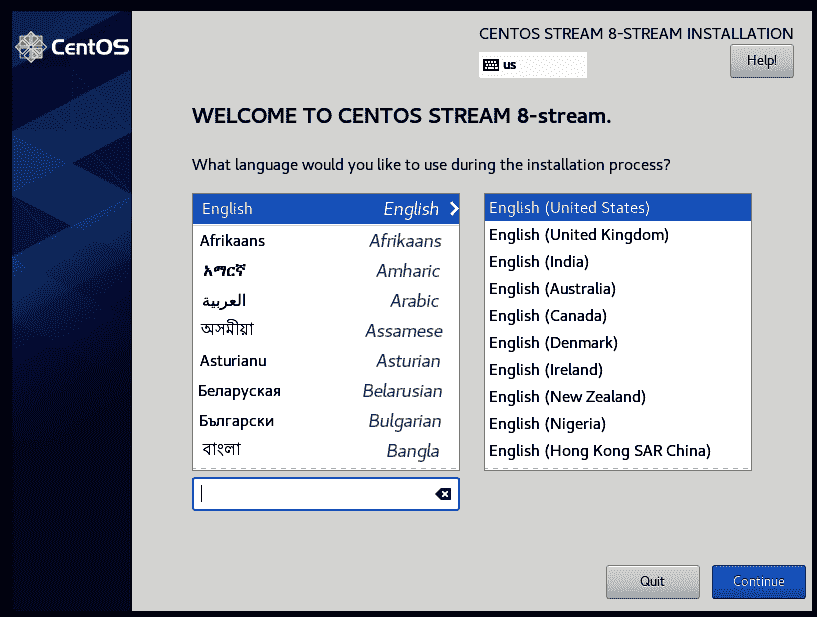 CentOS
CENTOS STREAM 8-STREAM INSTALLATION
us
Help!
WELCOME TO CENTOS STREAM 8-stream.
What language would you like to use during the installation process?
English English
Afrikaans Afrikaans
አማርኛ Amharic
العربية Arabic
অসমীয়া Assamese
Asturianu Asturian
Беларуская Belarusian
Български Bulgarian
বাংলা Bangla
English (United States)
English (United Kingdom)
English (India)
English (Australia)
English (Canada)
English (Denmark)
English (Ireland)
English (New Zealand)
English (Nigeria)
English (Hong Kong SAR China)
Quit
Continue